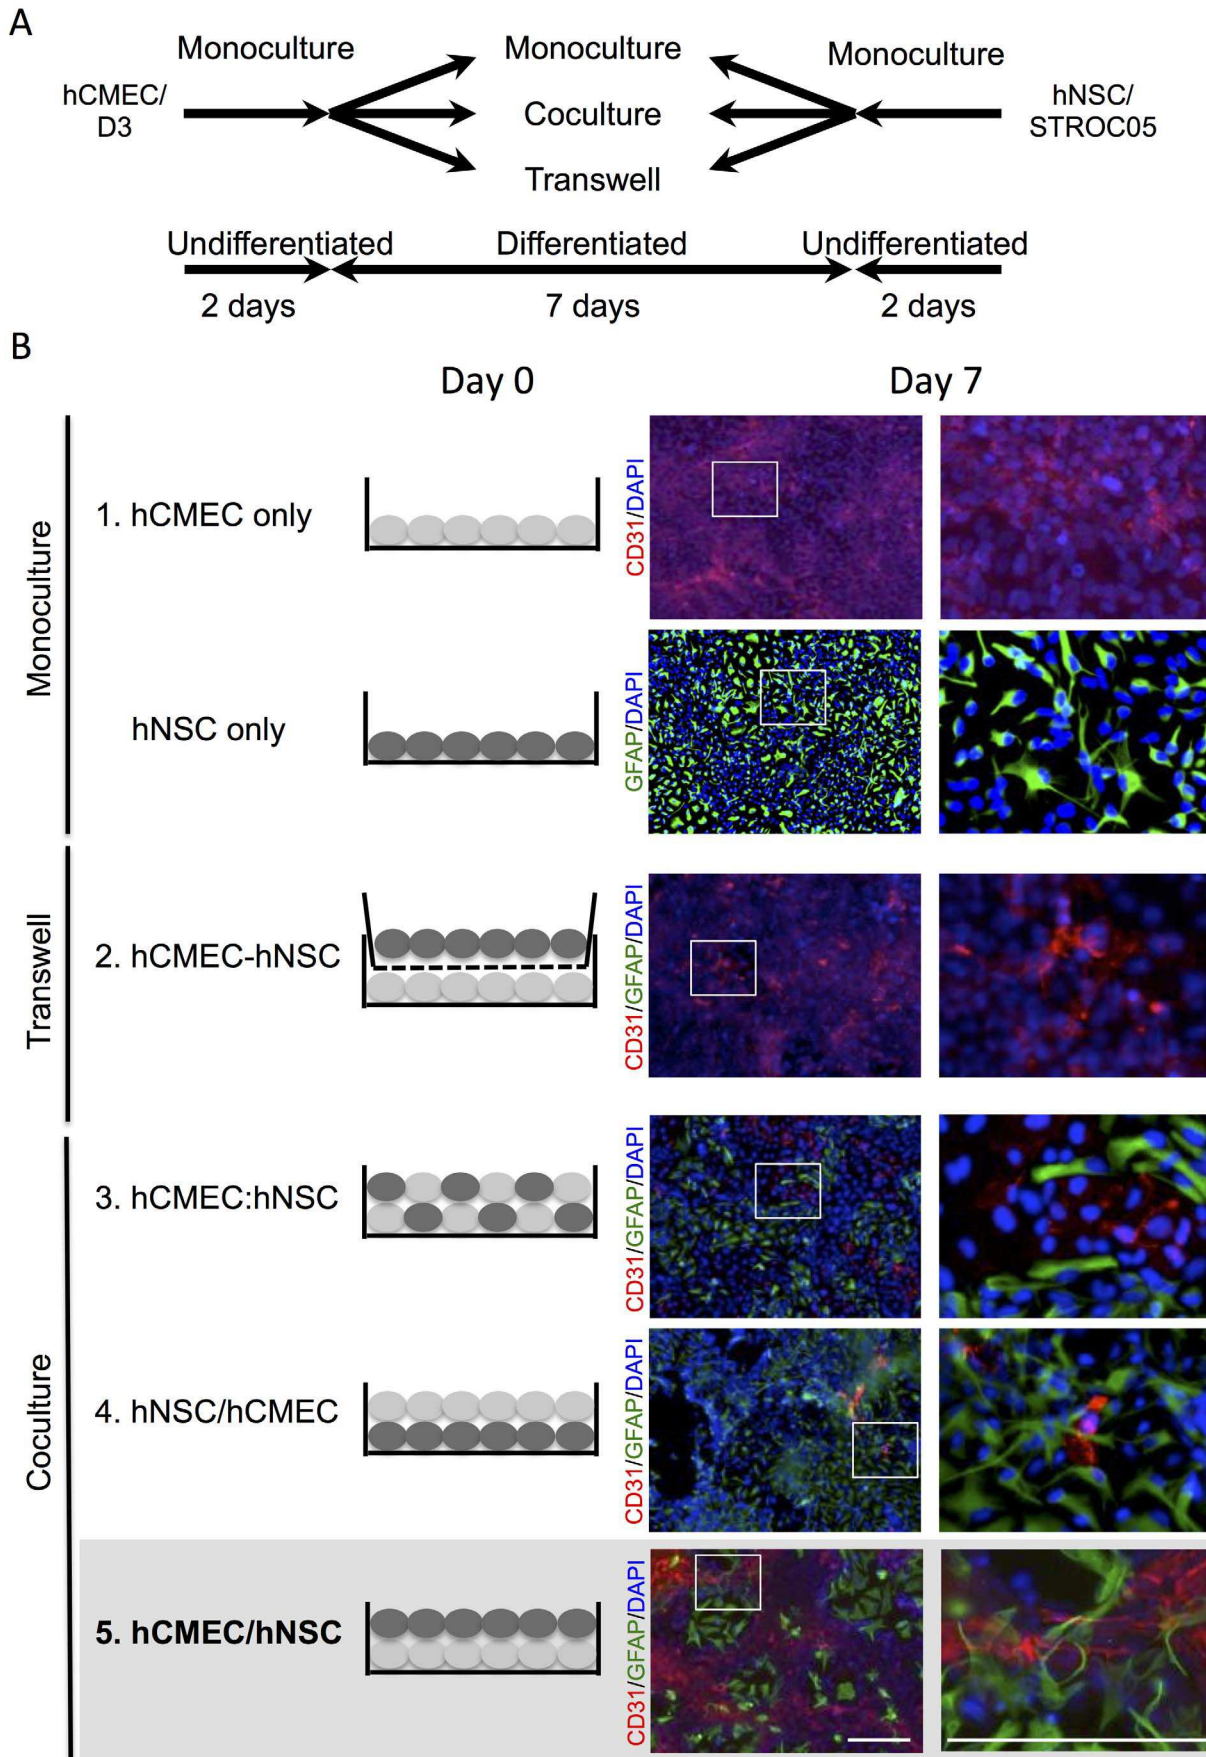 A
Monoculture Monoculture Monoculture
hCMEC/
D3
Coculture
hNSC/
STROC05
Transwell
Undifferentiated Differentiated Undifferentiated
2 days 7 days 2 days
B
Day 0 Day 7
Monoculture
1. hCMEC only
CD31/DAPI
hNSC only
GFAP/DAPI
Transwell
2. hCMEC-hNSC
CD31/GFAP/DAPI
Coculture
3. hCMEC:hNSC
CD31/GFAP/DAPI
4. hNSC/hCMEC
CD31/GFAP/DAPI
5. hCMEC/hNSC
CD31/GFAP/DAPI